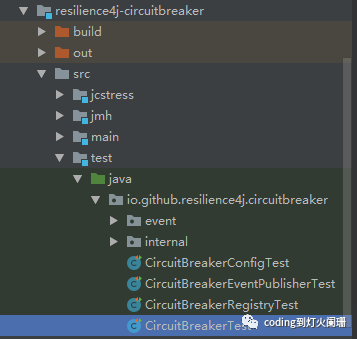 resilience4j-circuitbreaker
build
out
src
jcstress
jmh
main
test
java
io.github.resilience4j.circuitbreaker
event
internal
CircuitBreakerConfigTest
CircuitBreakerEventPublisherTest
CircuitBreakerRegistryTest
CircuitBreakerTest
coding到灯火阑珊